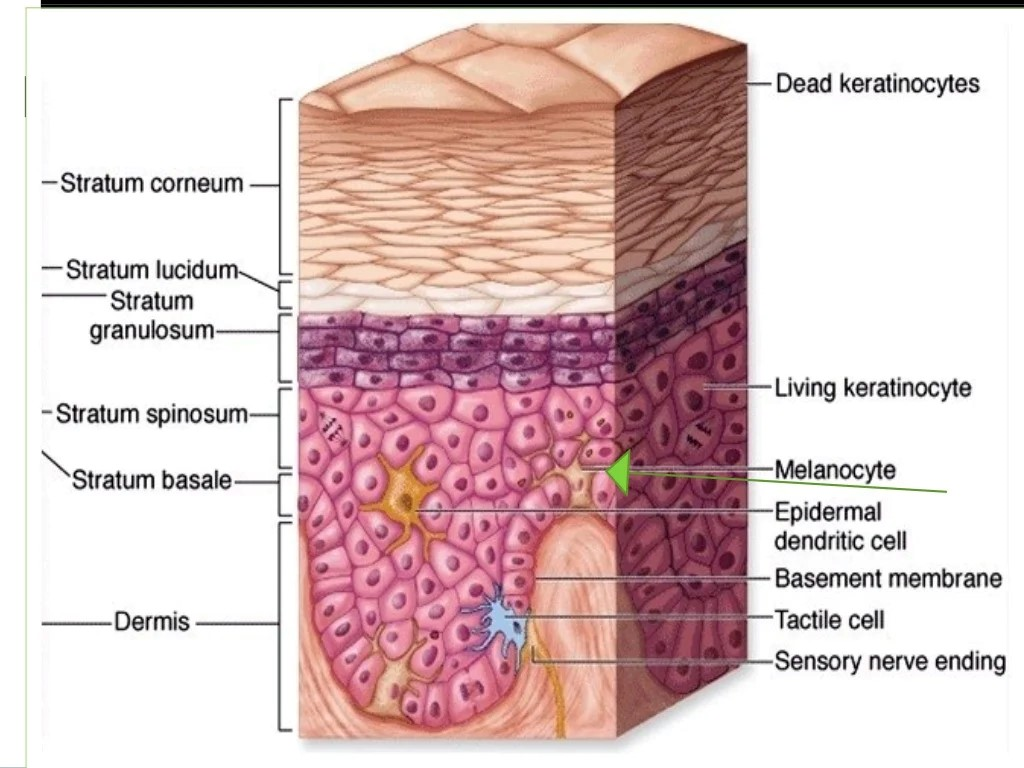 Dead keratinocytes
Stratum corneum
Stratum lucidum
Stratum
granulosum
Living keratinocyte
Stratum spinosum
Melanocyte
Stratum basale
Epidermal
dendritic cell
Basement membrane
Dermis
Tactile cell
Sensory nerve ending